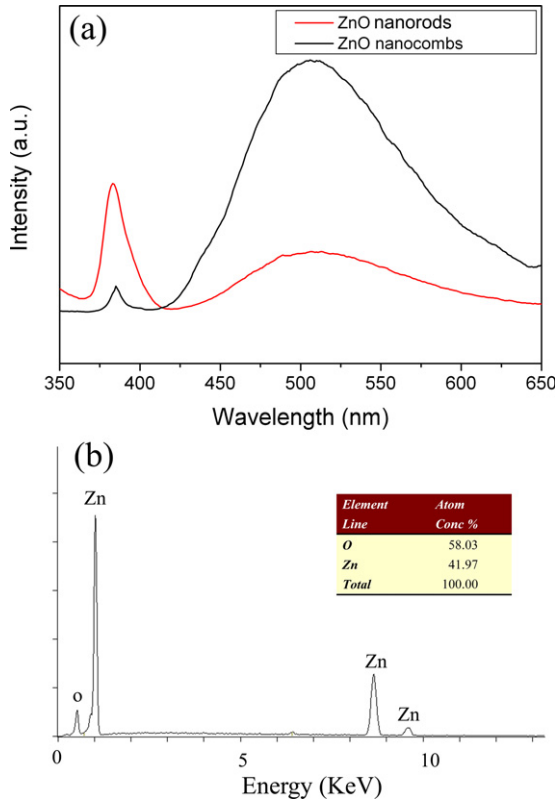 (a)
ZnO nanorods
ZnO nanocombs
Intensity (a.u.)
350 400 450 500 550 600 650
Wavelength (nm)
(b)
Zn
Element Atom
Line Conc %
O 58.03
Zn 41.97
Total 100.00
o
Zn
Zn
0 5 10
Energy (KeV)